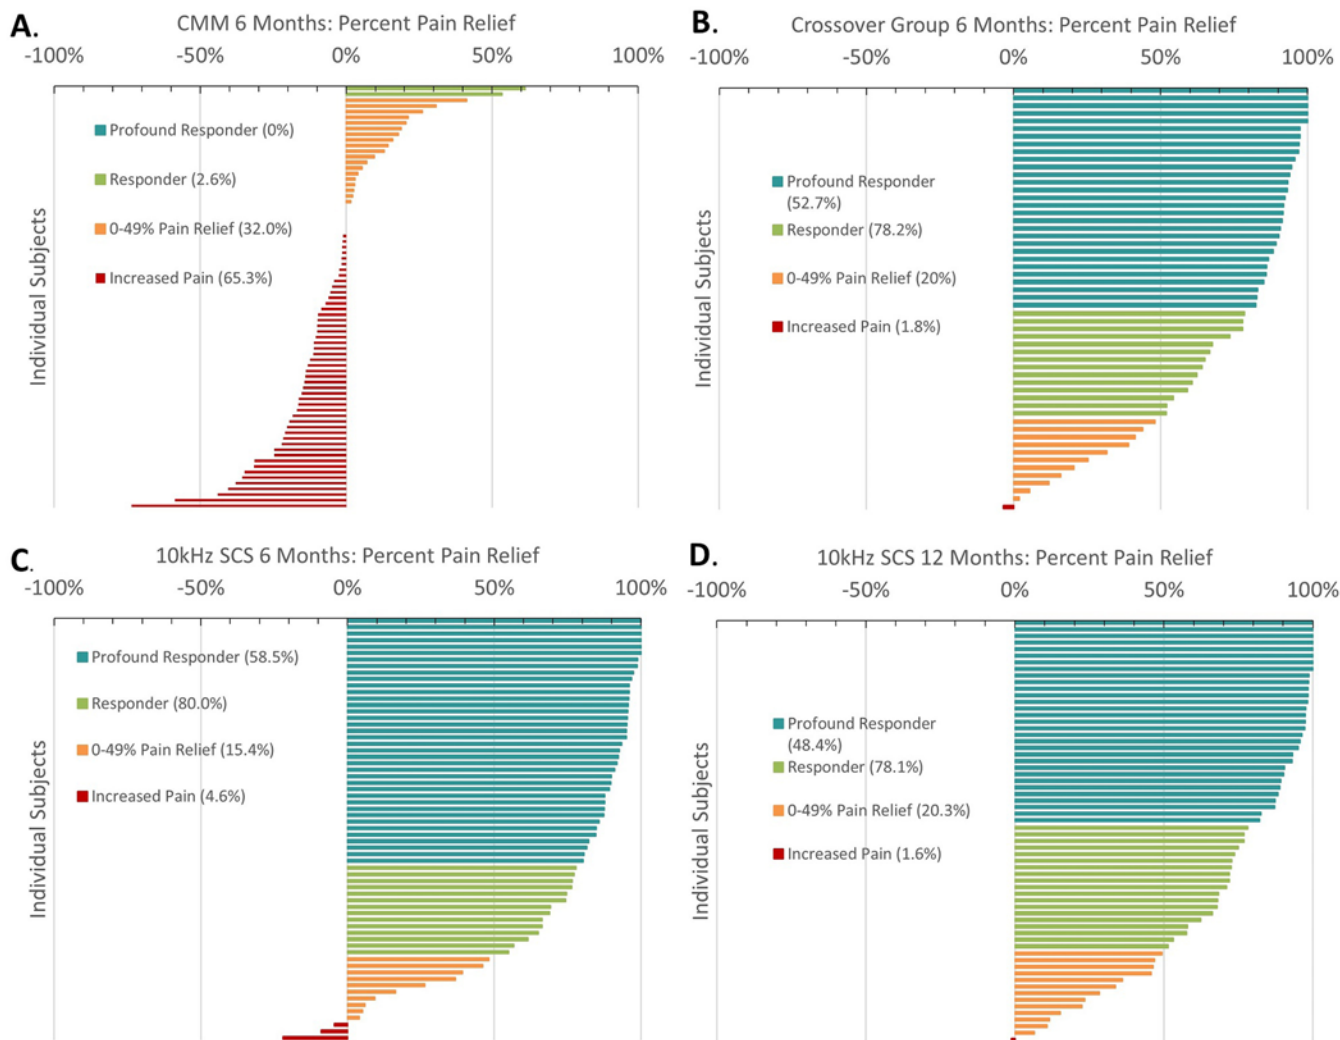 A.
CMM 6 Months: Percent Pain Relief
-100% -50% 0% 50% 100%
Profound Responder (0%)
Responder (2.6%)
0-49% Pain Relief (32.0%)
Increased Pain (65.3%)
Individual Subjects
B.
Crossover Group 6 Months: Percent Pain Relief
-100% -50% 0% 50% 100%
Profound Responder
(52.7%)
Responder (78.2%)
0-49% Pain Relief (20%)
Increased Pain (1.8%)
Individual Subjects
C.
10kHz SCS 6 Months: Percent Pain Relief
-100% -50% 0% 50% 100%
Profound Responder (58.5%)
Responder (80.0%)
0-49% Pain Relief (15.4%)
Increased Pain (4.6%)
Individual Subjects
D.
10kHz SCS 12 Months: Percent Pain Relief
-100% -50% 0% 50% 100%
Profound Responder
(48.4%)
Responder (78.1%)
0-49% Pain Relief (20.3%)
Increased Pain (1.6%)
Individual Subjects